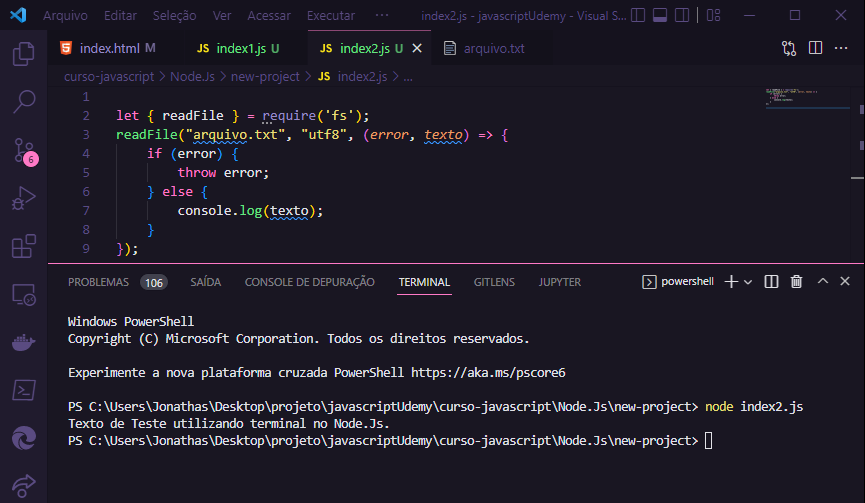 Arquivo Editar Seleção Ver Acessar Executar ··· index2.js - javascriptUdemy - Visual S...
index.html M JS index1.js U JS index2.js U arquivo.txt
curso-javascript > Node.Js > new-project > JS index2.js > ...
1
2 let { readFile } = require('fs');
3 readFile("arquivo.txt", "utf8", (error, texto) => {
4 if (error) {
5 throw error;
6 } else {
7 console.log(texto);
8 }
9 });
6
PROBLEMAS 106 SAÍDA CONSOLE DE DEPURAÇÃO TERMINAL GITLENS JUPYTER powershell
Windows PowerShell
Copyright (C) Microsoft Corporation. Todos os direitos reservados.
Experimente a nova plataforma cruzada PowerShell https://aka.ms/pscore6
PS C:\Users\Jonathas\Desktop\projeto\javascriptUdemy\curso-javascript\Node.Js\new-project> node index2.js
Texto de Teste utilizando terminal no Node.Js.
PS C:\Users\Jonathas\Desktop\projeto\javascriptUdemy\curso-javascript\Node.Js\new-project>